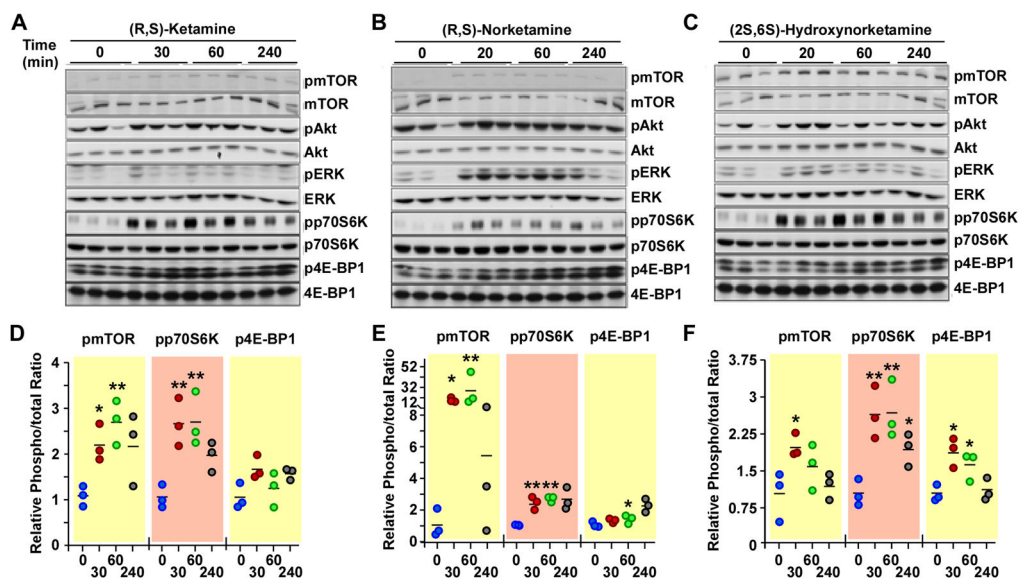 A
(R,S)-Ketamine
Time
(min)
0 30 60 240
pmTOR
mTOR
pAkt
Akt
pERK
ERK
pp70S6K
p70S6K
p4E-BP1
4E-BP1
B
(R,S)-Norketamine
0 20 60 240
pmTOR
mTOR
pAkt
Akt
pERK
ERK
pp70S6K
p70S6K
p4E-BP1
4E-BP1
C
(2S,6S)-Hydroxynorketamine
0 20 60 240
pmTOR
mTOR
pAkt
Akt
pERK
ERK
pp70S6K
p70S6K
p4E-BP1
4E-BP1
D
pmTOR pp70S6K p4E-BP1
Relative Phospho/total Ratio
4
3
2
1
0
* ** ** **
0 60 0 60 0 60
30 240 30 240 30 240
E
pmTOR pp70S6K p4E-BP1
Relative Phospho/total Ratio
52
32
12
8
6
4
2
0
* ** ** ** *
0 60 0 60 0 60
30 240 30 240 30 240
F
pmTOR pp70S6K p4E-BP1
Relative Phospho/total Ratio
3.75
3
2.25
1.5
0.75
0
* ** ** * * *
0 60 0 60 0 60
30 240 30 240 30 240